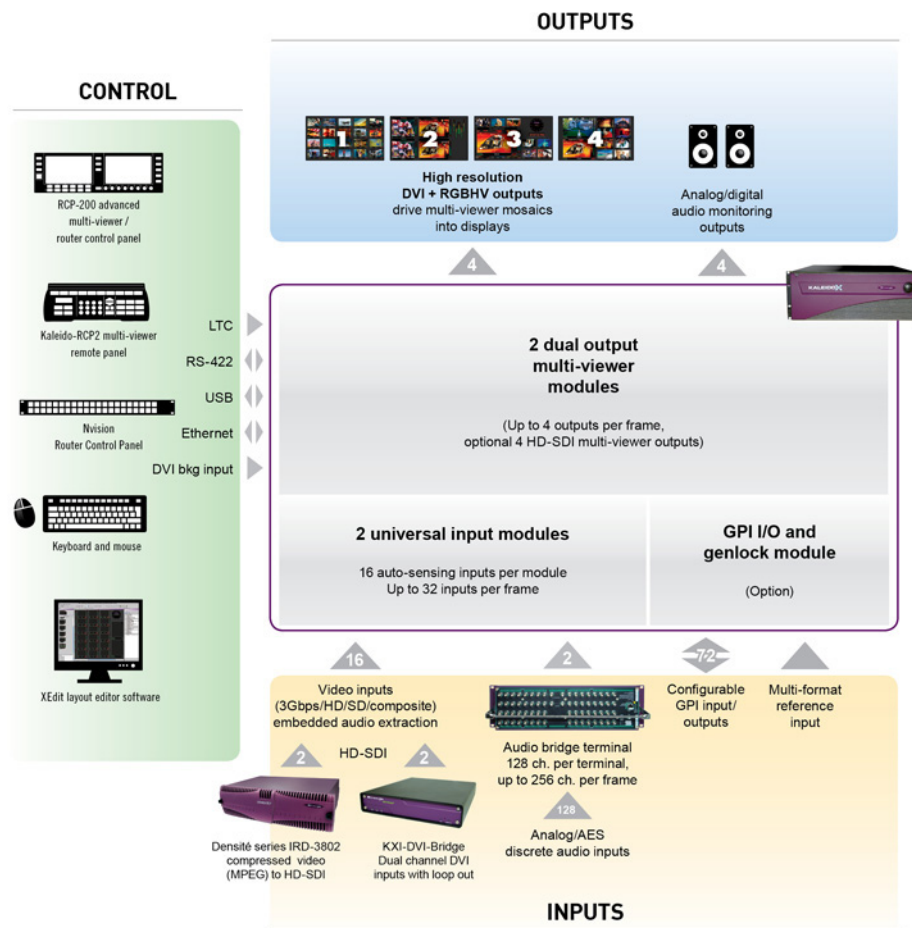 OUTPUTS
CONTROL
1
2
3
4
High resolution
DVI + RGBHV outputs
drive multi-viewer mosaics
into displays
Analog/digital
audio monitoring
outputs
4
4
KALEIDO X
RCP-200 advanced
multi-viewer /
router control panel
Kaleido-RCP2 multi-viewer
remote panel
Nvision
Router Control Panel
Keyboard and mouse
XEdit layout editor software
LTC
RS-422
USB
Ethernet
DVI bkg input
2 dual output
multi-viewer
modules
(Up to 4 outputs per frame,
optional 4 HD-SDI multi-viewer outputs)
2 universal input modules
16 auto-sensing inputs per module
Up to 32 inputs per frame
GPI I/O and
genlock module
(Option)
16
2
72
Video inputs
(3Gbps/HD/SD/composite)
embedded audio extraction
2
HD-SDI
2
Densité series IRD-3802
compressed video
(MPEG) to HD-SDI
KXI-DVI-Bridge
Dual channel DVI
inputs with loop out
Audio bridge terminal
128 ch. per terminal,
up to 256 ch. per frame
128
Analog/AES
discrete audio inputs
Configurable
GPI input/
outputs
Multi-format
reference
input
INPUTS